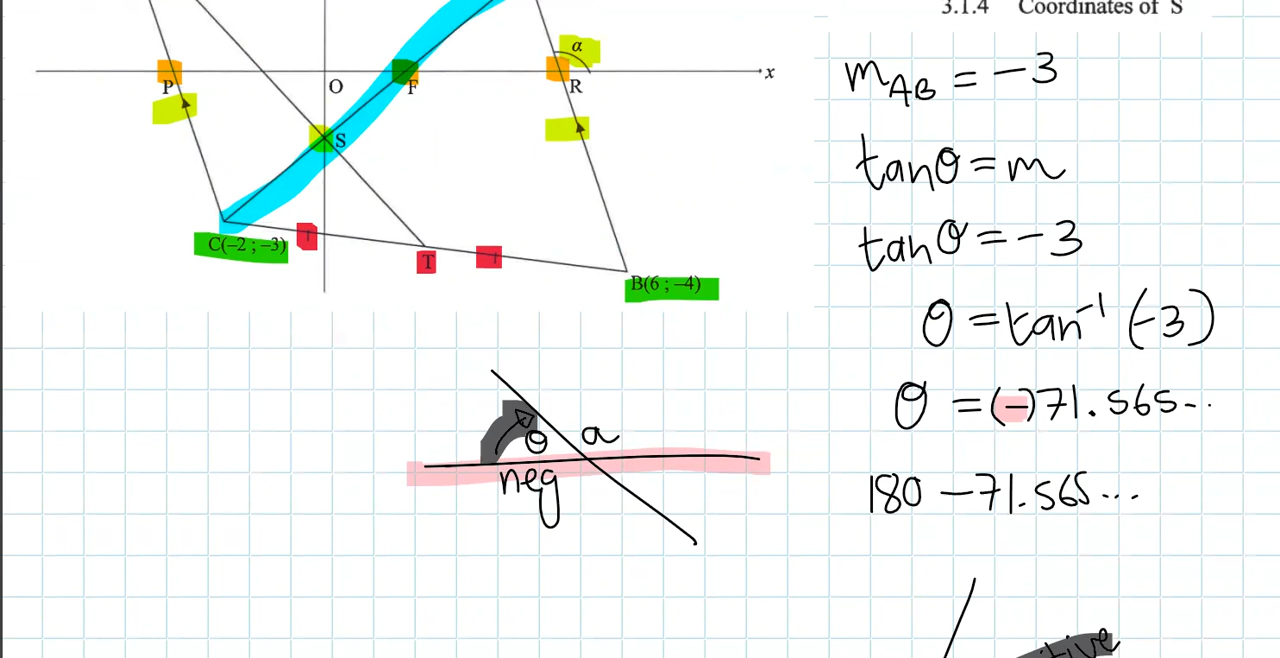 3.1.4 Coordinates of S
α
x
P
O
F
R
S
C(–2 ; –3)
T
B(6 ; –4)
mAB = -3
tanθ = m
tanθ = -3
θ = tan⁻¹ (-3)
θ = (-)71.565...
180 - 71.565...
θ
a
neg